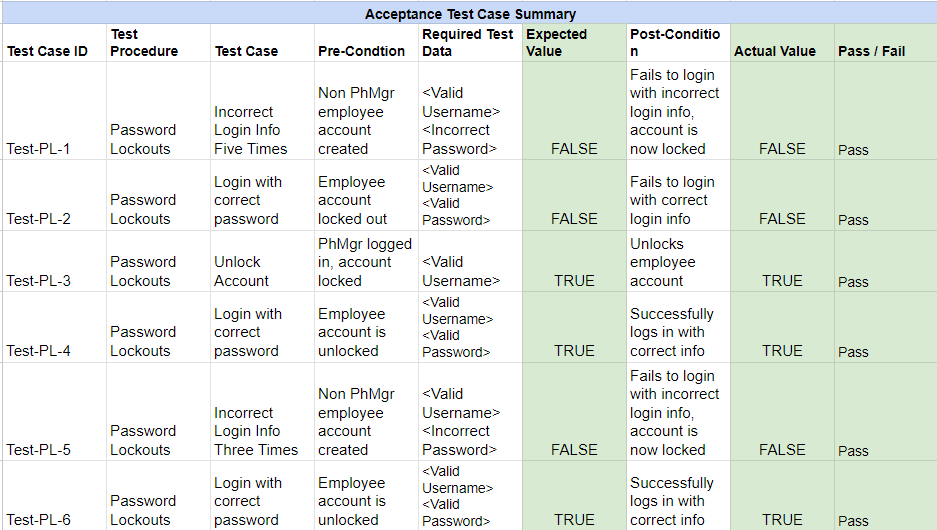 Acceptance Test Case Summary
Test Case ID
Test
Procedure
Test Case
Pre-Condtion
Required Test
Data
Expected
Value
Post-Conditio
n
Actual Value
Pass / Fail
Test-PL-1
Password
Lockouts
Incorrect
Login Info
Five Times
Non PhMgr
employee
account
created
<Valid
Username>
<Incorrect
Password>
FALSE
Fails to login
with incorrect
login info,
account is
now locked
FALSE
Pass
Test-PL-2
Password
Lockouts
Login with
correct
password
Employee
account
locked out
<Valid
Username>
<Valid
Password>
FALSE
Fails to login
with correct
login info
FALSE
Pass
Test-PL-3
Password
Lockouts
Unlock
Account
PhMgr logged
in, account
locked
<Valid
Username>
TRUE
Unlocks
employee
account
TRUE
Pass
Test-PL-4
Password
Lockouts
Login with
correct
password
Employee
account is
unlocked
<Valid
Username>
<Valid
Password>
TRUE
Successfully
logs in with
correct info
TRUE
Pass
Test-PL-5
Password
Lockouts
Incorrect
Login Info
Three Times
Non PhMgr
employee
account
created
<Valid
Username>
<Incorrect
Password>
FALSE
Fails to login
with incorrect
login info,
account is
now locked
FALSE
Pass
Test-PL-6
Password
Lockouts
Login with
correct
password
Employee
account is
unlocked
<Valid
Username>
<Valid
Password>
TRUE
Successfully
logs in with
correct info
TRUE
Pass